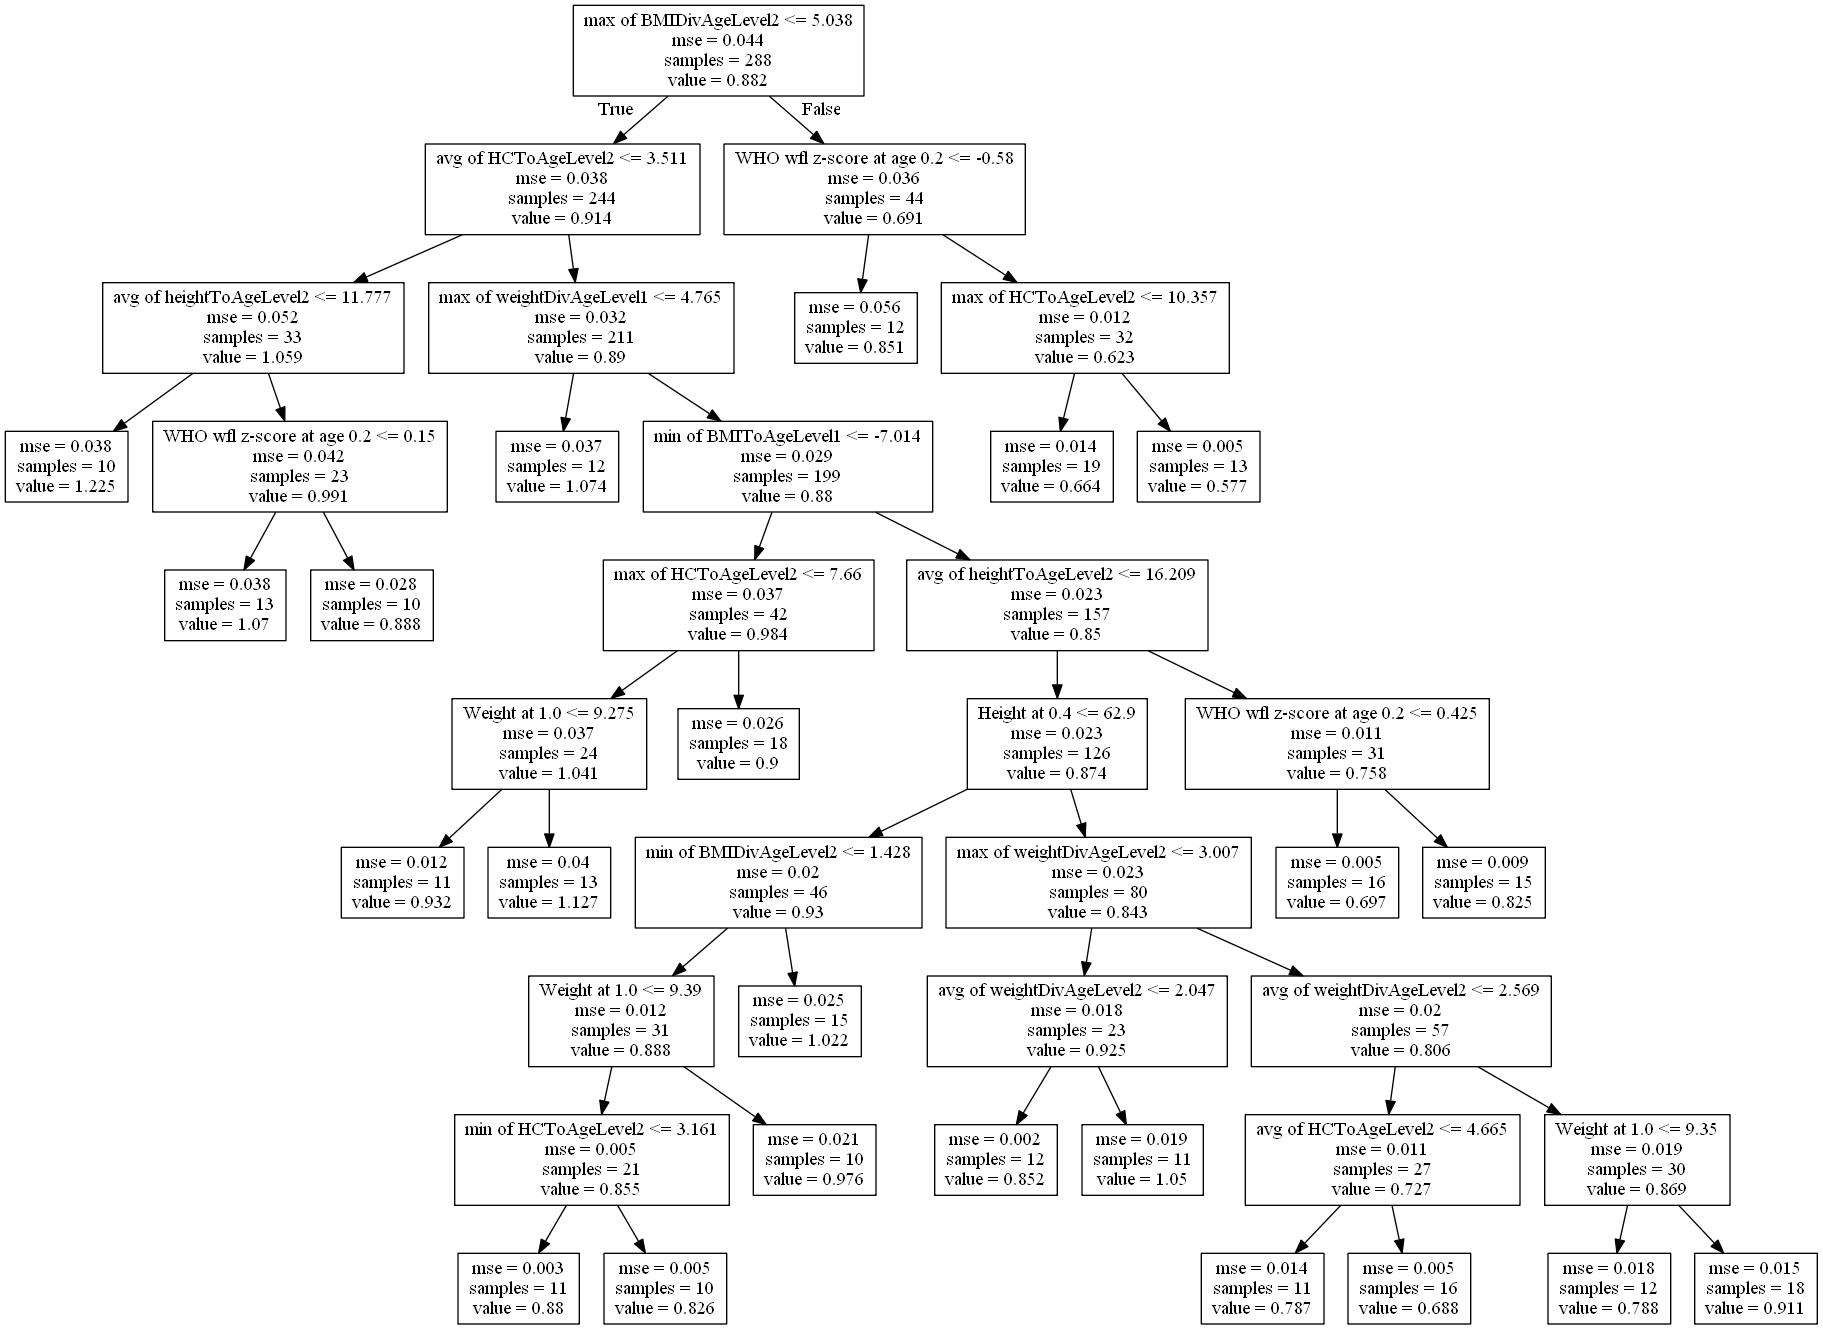 max of BMIDivAgeLevel2 <= 5.038
mse = 0.044
samples = 288
value = 0.882
True
False
avg of HCToAgeLevel2 <= 3.511
mse = 0.038
samples = 244
value = 0.914
WHO wfl z-score at age 0.2 <= -0.58
mse = 0.036
samples = 44
value = 0.691
avg of heightToAgeLevel2 <= 11.777
mse = 0.052
samples = 33
value = 1.059
max of weightDivAgeLevel1 <= 4.765
mse = 0.032
samples = 211
value = 0.89
mse = 0.056
samples = 12
value = 0.851
max of HCToAgeLevel2 <= 10.357
mse = 0.012
samples = 32
value = 0.623
mse = 0.038
samples = 10
value = 1.225
WHO wfl z-score at age 0.2 <= 0.15
mse = 0.042
samples = 23
value = 0.991
mse = 0.037
samples = 12
value = 1.074
min of BMIToAgeLevel1 <= -7.014
mse = 0.029
samples = 199
value = 0.88
mse = 0.014
samples = 19
value = 0.664
mse = 0.005
samples = 13
value = 0.577
mse = 0.038
samples = 13
value = 1.07
mse = 0.028
samples = 10
value = 0.888
max of HCToAgeLevel2 <= 7.66
mse = 0.037
samples = 42
value = 0.984
avg of heightToAgeLevel2 <= 16.209
mse = 0.023
samples = 157
value = 0.85
Weight at 1.0 <= 9.275
mse = 0.037
samples = 24
value = 1.041
mse = 0.026
samples = 18
value = 0.9
Height at 0.4 <= 62.9
mse = 0.023
samples = 126
value = 0.874
WHO wfl z-score at age 0.2 <= 0.425
mse = 0.011
samples = 31
value = 0.758
mse = 0.012
samples = 11
value = 0.932
mse = 0.04
samples = 13
value = 1.127
min of BMIDivAgeLevel2 <= 1.428
mse = 0.02
samples = 46
value = 0.93
max of weightDivAgeLevel2 <= 3.007
mse = 0.023
samples = 80
value = 0.843
mse = 0.005
samples = 16
value = 0.697
mse = 0.009
samples = 15
value = 0.825
Weight at 1.0 <= 9.39
mse = 0.012
samples = 31
value = 0.888
mse = 0.025
samples = 15
value = 1.022
avg of weightDivAgeLevel2 <= 2.047
mse = 0.018
samples = 23
value = 0.925
avg of weightDivAgeLevel2 <= 2.569
mse = 0.02
samples = 57
value = 0.806
min of HCToAgeLevel2 <= 3.161
mse = 0.005
samples = 21
value = 0.855
mse = 0.021
samples = 10
value = 0.976
mse = 0.002
samples = 12
value = 0.852
mse = 0.019
samples = 11
value = 1.05
avg of HCToAgeLevel2 <= 4.665
mse = 0.011
samples = 27
value = 0.727
Weight at 1.0 <= 9.35
mse = 0.019
samples = 30
value = 0.869
mse = 0.003
samples = 11
value = 0.88
mse = 0.005
samples = 10
value = 0.826
mse = 0.014
samples = 11
value = 0.787
mse = 0.005
samples = 16
value = 0.688
mse = 0.018
samples = 12
value = 0.788
mse = 0.015
samples = 18
value = 0.911